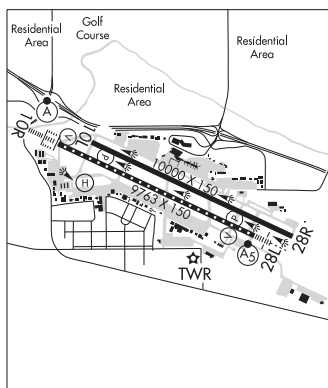 Golf
Course
Residential
Area
Residential
Area
Residential
Area
A
10R
10L
V
P
H
10000 X 150
9763 X 150
P
V
A5
28L
28R
TWR